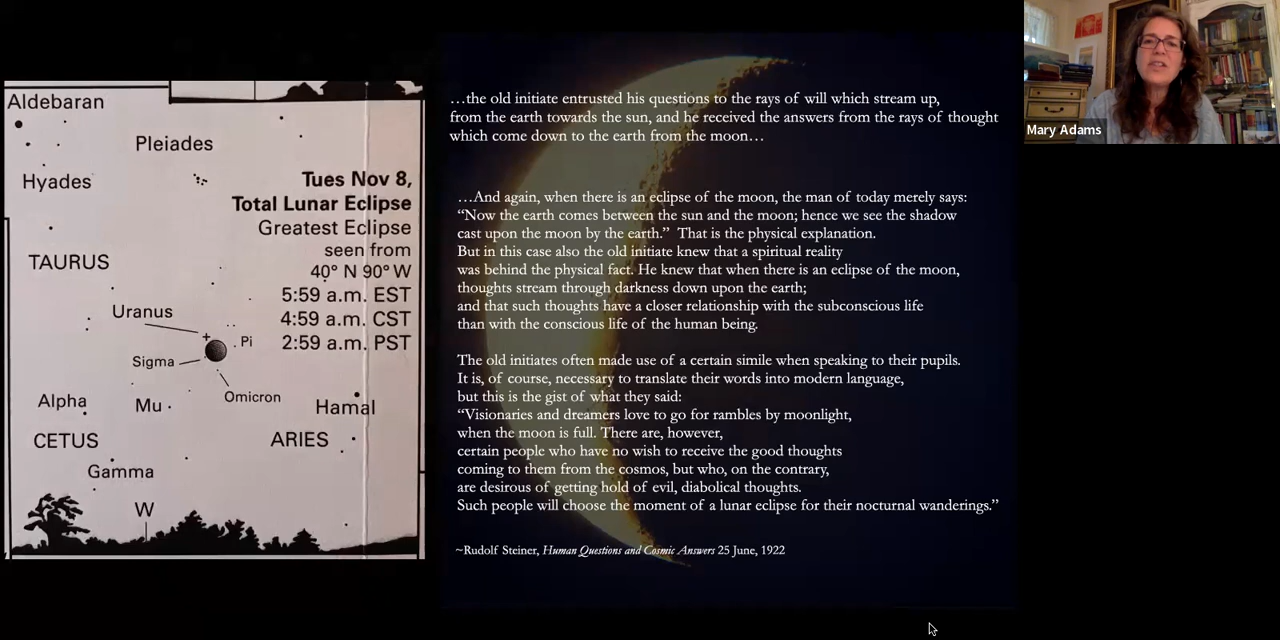 Aldebaran
Pleiades
Hyades
Tues Nov 8,
Total Lunar Eclipse
Greatest Eclipse
seen from
40° N 90° W
5:59 a.m. EST
4:59 a.m. CST
2:59 a.m. PST
TAURUS
Uranus
Pi
Sigma
Omicron
Alpha
Mu
Hamal
CETUS
ARIES
Gamma
W
…the old initiate entrusted his questions to the rays of will which stream up,
from the earth towards the sun, and he received the answers from the rays of thought
which come down to the earth from the moon…
…And again, when there is an eclipse of the moon, the man of today merely says:
“Now the earth comes between the sun and the moon; hence we see the shadow
cast upon the moon by the earth.” That is the physical explanation.
But in this case also the old initiate knew that a spiritual reality
was behind the physical fact. He knew that when there is an eclipse of the moon,
thoughts stream through darkness down upon the earth;
and that such thoughts have a closer relationship with the subconscious life
than with the conscious life of the human being.
The old initiates often made use of a certain simile when speaking to their pupils.
It is, of course, necessary to translate their words into modern language,
but this is the gist of what they said:
“Visionaries and dreamers love to go for rambles by moonlight,
when the moon is full. There are, however,
certain people who have no wish to receive the good thoughts
coming to them from the cosmos, but who, on the contrary,
are desirous of getting hold of evil, diabolical thoughts.
Such people will choose the moment of a lunar eclipse for their nocturnal wanderings.”
~Rudolf Steiner, Human Questions and Cosmic Answers 25 June, 1922
Mary Adams